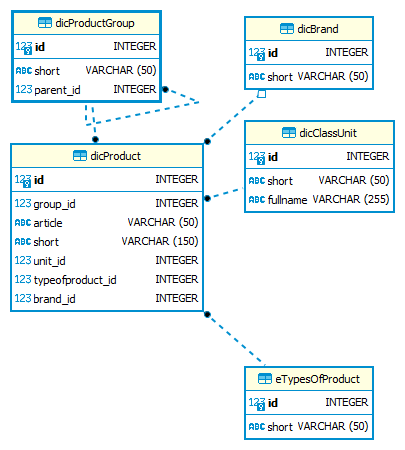 dicProductGroup
123 id INTEGER
ABC short VARCHAR (50)
123 parent_id INTEGER
dicBrand
123 id INTEGER
ABC short VARCHAR (50)
dicProduct
123 id INTEGER
123 group_id INTEGER
ABC article VARCHAR (50)
ABC short VARCHAR (150)
123 unit_id INTEGER
123 typeofproduct_id INTEGER
123 brand_id INTEGER
dicClassUnit
123 id INTEGER
ABC short VARCHAR (50)
ABC fullname VARCHAR (255)
eTypesOfProduct
123 id INTEGER
ABC short VARCHAR (50)